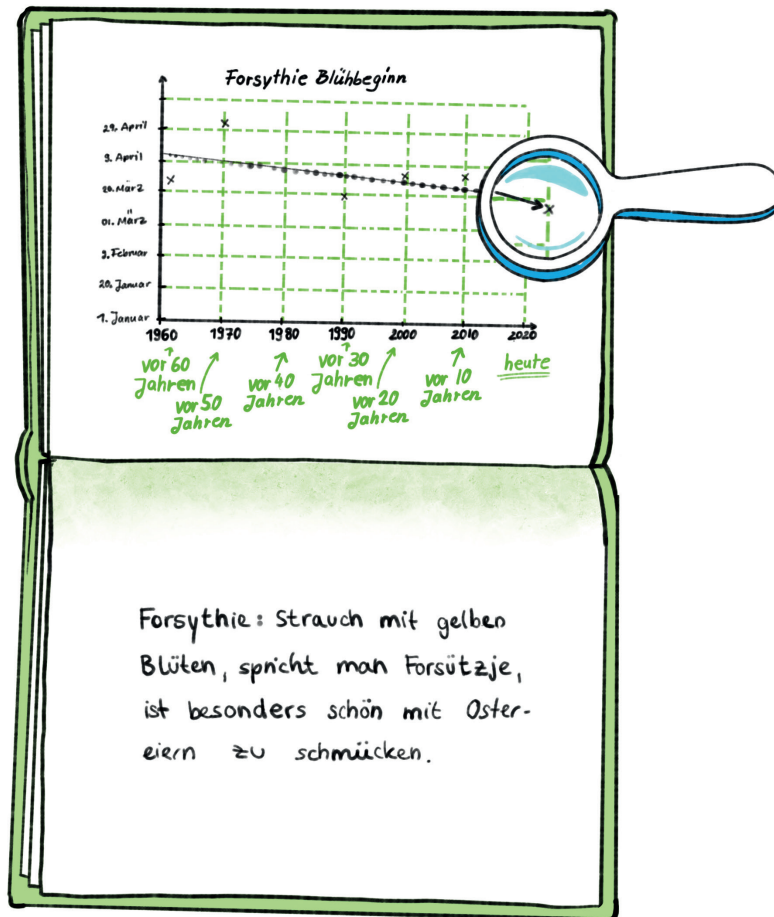 Forsythie Blühbeginn
29. April
9. April
20. März
01. März
9. Februar
20. Januar
1. Januar
1960 1970 1980 1990 2000 2010 2020
vor 60
Jahren
vor 50
Jahren
vor 40
Jahren
vor 30
Jahren
vor 20
Jahren
vor 10
Jahren
heute
Forsythie: Strauch mit gelben
Blüten, spricht man Forsützje,
ist besonders schön mit Oster-
eiern zu schmücken.